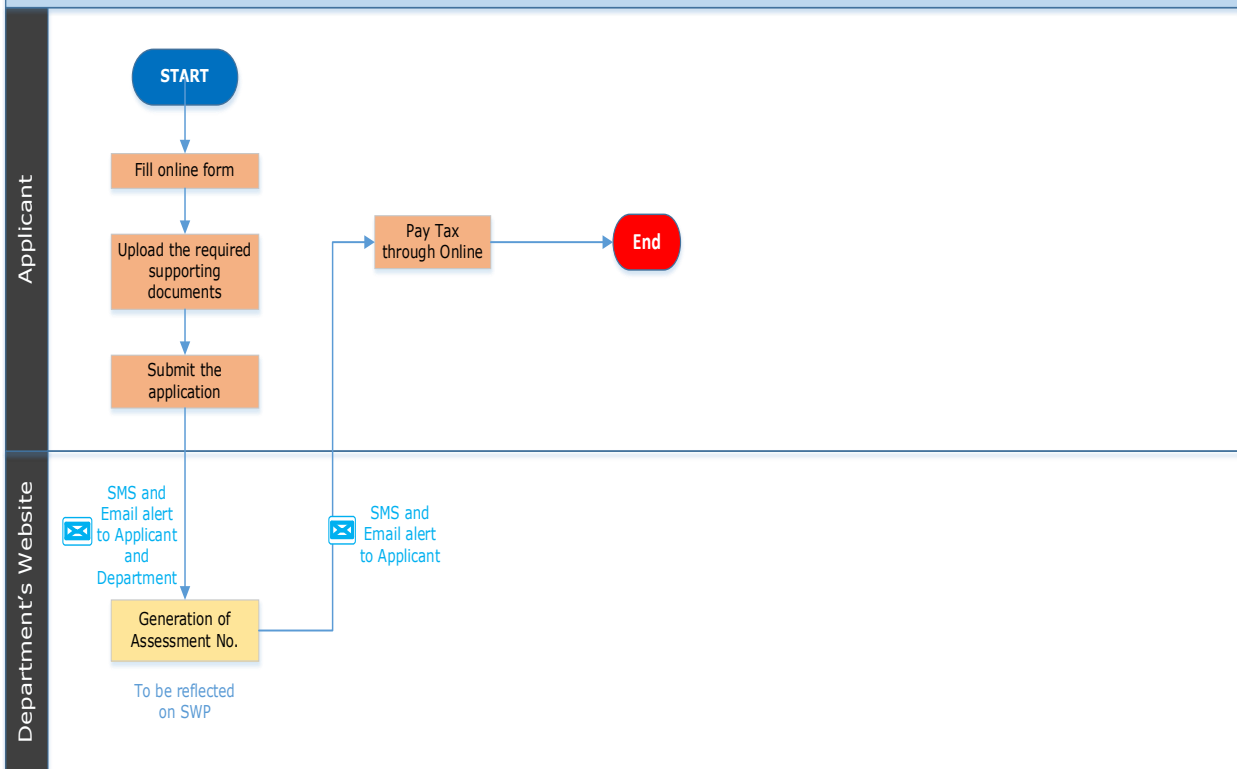 Applicant
START
Fill online form
Upload the required
supporting
documents
Submit the
application
Pay Tax
through Online
End
Department's Website
SMS and
Email alert
to Applicant
and
Department
SMS and
Email alert
to Applicant
Generation of
Assessment No.
To be reflected
on SWP